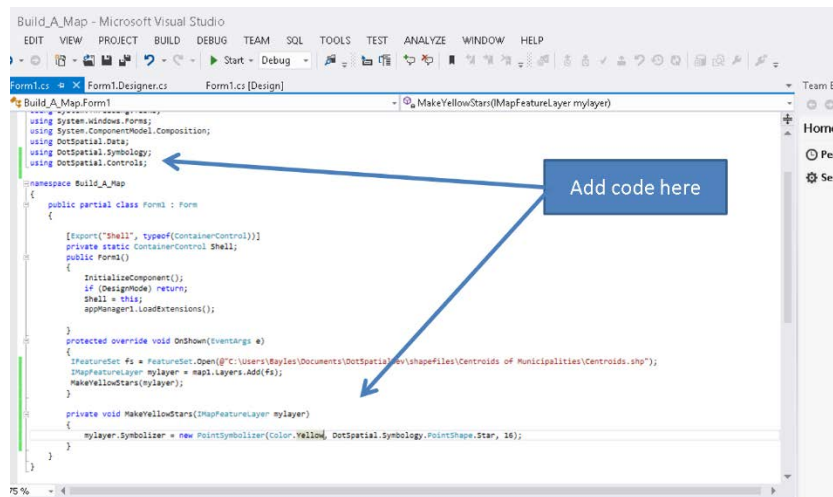 Build_A_Map - Microsoft Visual Studio
EDIT VIEW PROJECT BUILD DEBUG TEAM SQL TOOLS TEST ANALYZE WINDOW HELP
Start - Debug
Form1.cs Form1.Designer.cs Form1.cs [Design]
Team E
Build_A_Map.Form1 MakeYellowStars(IMapFeatureLayer mylayer)
Home
using System.Windows.Forms;
using System.ComponentModel.Composition;
using DotSpatial.Data;
using DotSpatial.Symbology;
using DotSpatial.Controls;
Pe
Se
Add code here
namespace Build_A_Map
{
public partial class Form1 : Form
{
[Export("Shell", typeof(ContainerControl))]
private static ContainerControl Shell;
public Form1()
{
InitializeComponent();
if (DesignMode) return;
Shell = this;
appManager1.LoadExtensions();
}
protected override void OnShown(EventArgs e)
{
IFeatureSet fs = FeatureSet.Open(@"C:\Users\Bayles\Documents\DotSpatialDev\shapefiles\Centroids of Municipalities\Centroids.shp");
IMapFeatureLayer mylayer = map1.Layers.Add(fs);
MakeYellowStars(mylayer);
}
private void MakeYellowStars(IMapFeatureLayer mylayer)
{
mylayer.Symbolizer = new PointSymbolizer(Color.Yellow, DotSpatial.Symbology.PointShape.Star, 16);
}
}
}
75 %